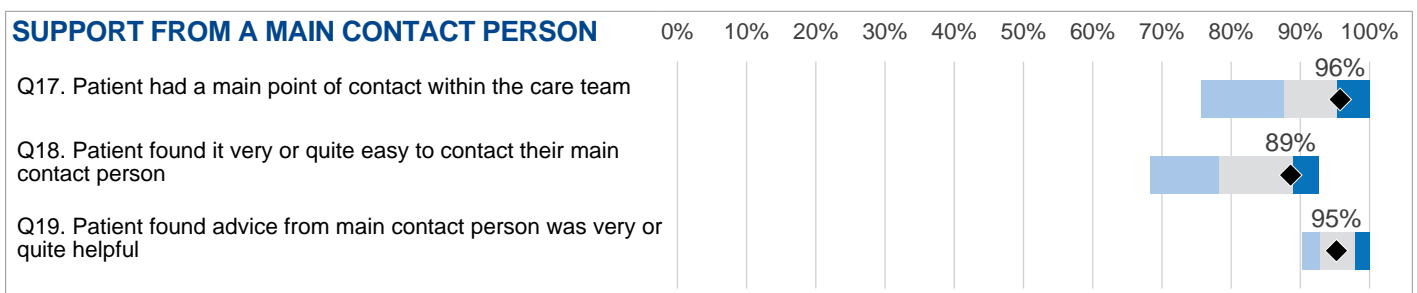 SUPPORT FROM A MAIN CONTACT PERSON 0% 10% 20% 30% 40% 50% 60% 70% 80% 90% 100%
96%
Q17. Patient had a main point of contact within the care team
89%
Q18. Patient found it very or quite easy to contact their main
contact person
95%
Q19. Patient found advice from main contact person was very or
quite helpful